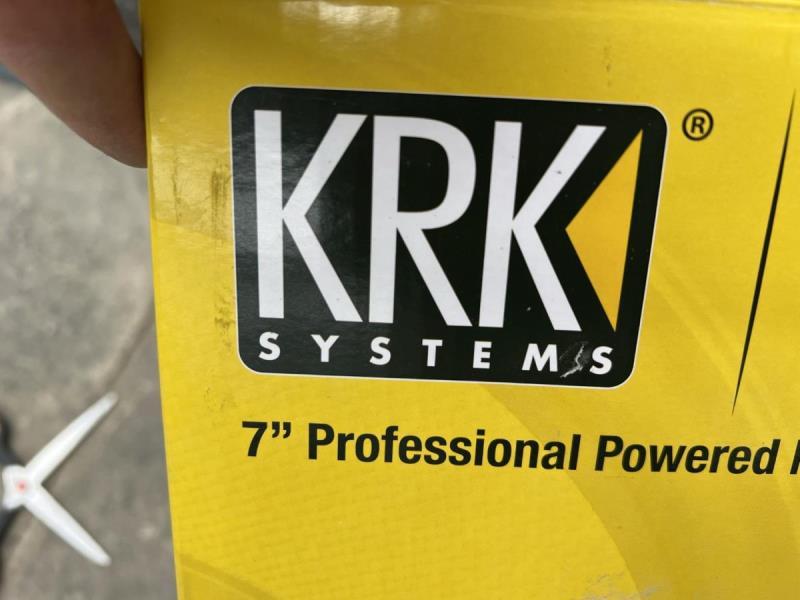 KRK
SYSTEMS
®
7” Professional Powered